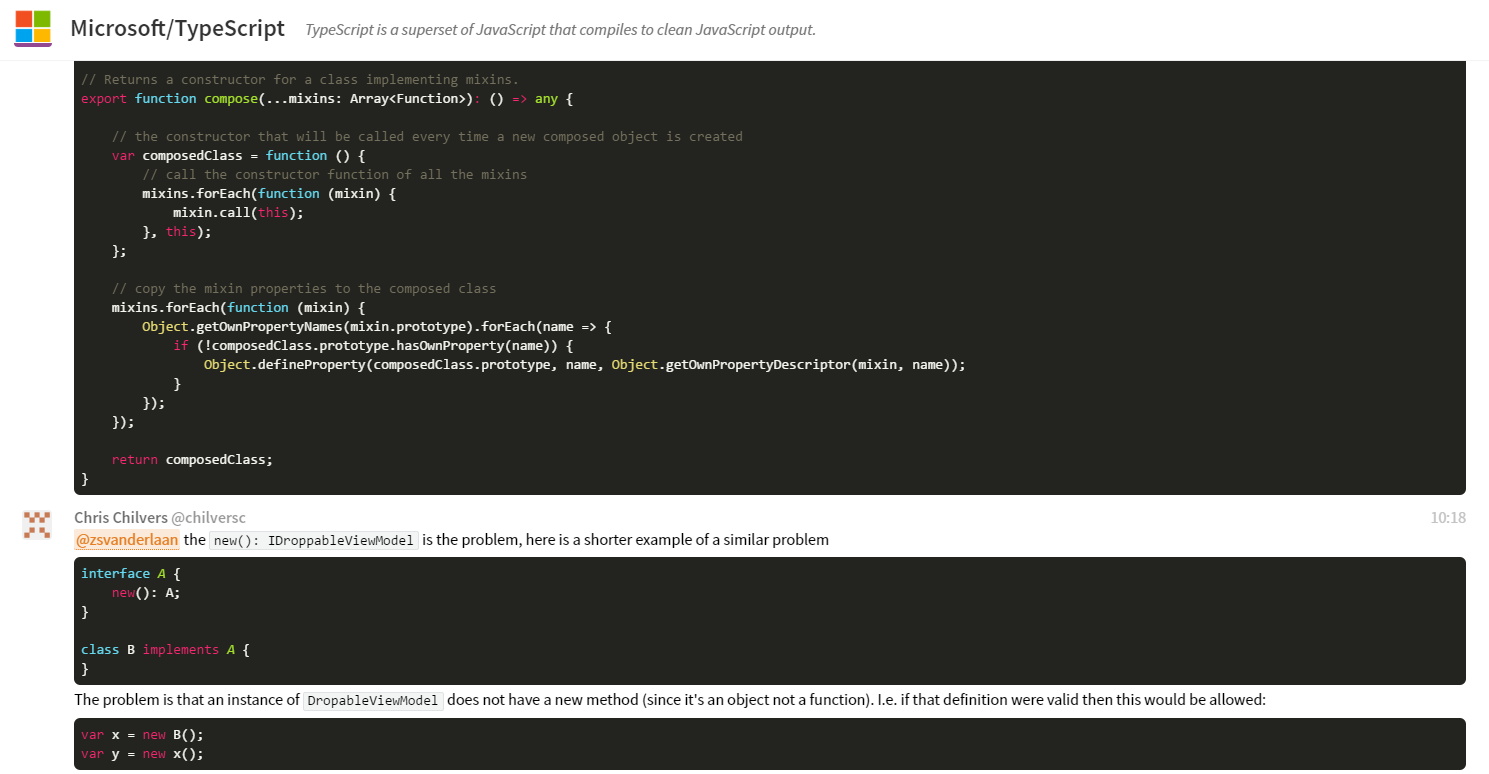 Microsoft/TypeScript TypeScript is a superset of JavaScript that compiles to clean JavaScript output.
// Returns a constructor for a class implementing mixins.
export function compose(...mixins: Array<Function>): () => any {
// the constructor that will be called every time a new composed object is created
var composedClass = function () {
// call the constructor function of all the mixins
mixins.forEach(function (mixin) {
mixin.call(this);
}, this);
};
// copy the mixin properties to the composed class
mixins.forEach(function (mixin) {
Object.getOwnPropertyNames(mixin.prototype).forEach(name => {
if (!composedClass.prototype.hasOwnProperty(name)) {
Object.defineProperty(composedClass.prototype, name, Object.getOwnPropertyDescriptor(mixin, name));
}
});
});
return composedClass;
}
Chris Chilvers @chilversc 10:18
@zsvanderlaan the new(): IDroppableViewModel is the problem, here is a shorter example of a similar problem
interface A {
new(): A;
}
class B implements A {
}
The problem is that an instance of DropableViewModel does not have a new method (since it's an object not a function). I.e. if that definition were valid then this would be allowed:
var x = new B();
var y = new x();